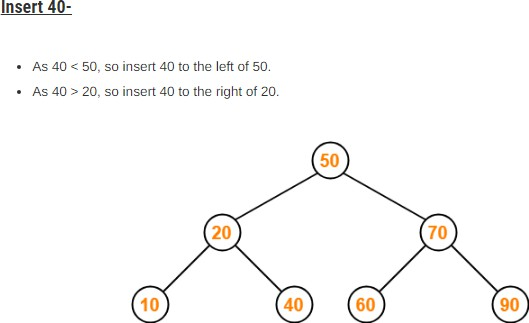 Insert 40-
As 40 < 50, so insert 40 to the left of 50.
As 40 > 20, so insert 40 to the right of 20.
50
20 70
10 40 60 90